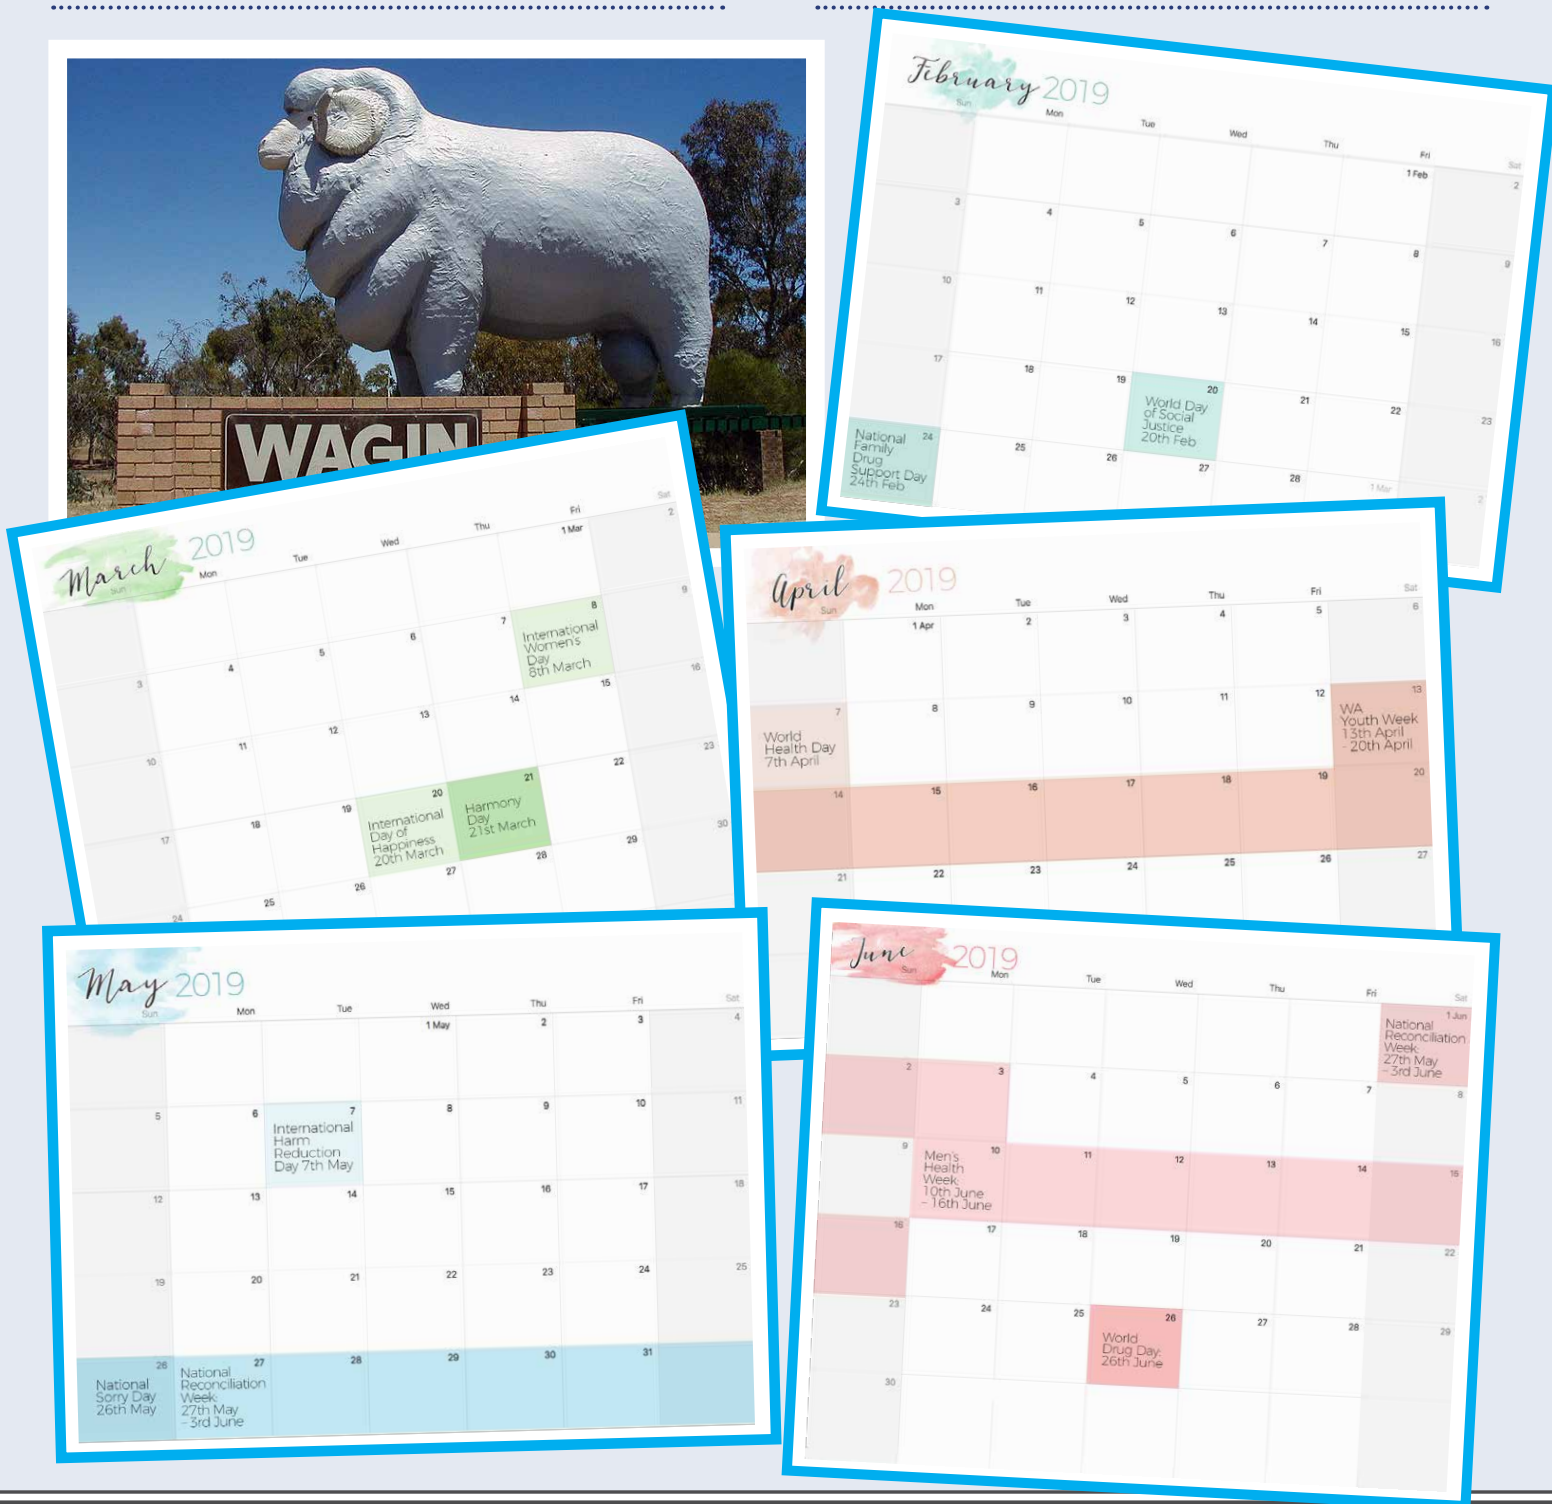 WAGIN
February 2019
Sun Mon Tue Wed Thu Fri Sat
1 Feb 2
3 4 5 6 7 8 9
10 11 12 13 14 15 16
17 18 19 20 21 22 23
World Day
of Social
Justice
20th Feb
24 25 26 27 28 1 Mar 2
National
Family
Drug
Support Day
24th Feb
March 2019
Sun Mon Tue Wed Thu Fri Sat
1 Mar 2
3 4 5 6 7 8 9
International
Women's
Day
8th March
10 11 12 13 14 15 16
17 18 19 20 21 22 23
International
Day of
Happiness
20th March
Harmony
Day
21st March
24 25 26 27 28 29 30
April 2019
Sun Mon Tue Wed Thu Fri Sat
1 Apr 2 3 4 5 6
7 8 9 10 11 12 13
World
Health Day
7th April
WA
Youth Week
13th April
- 20th April
14 15 16 17 18 19 20
21 22 23 24 25 26 27
May 2019
Sun Mon Tue Wed Thu Fri Sat
1 May 2 3 4
5 6 7 8 9 10 11
International
Harm
Reduction
Day 7th May
12 13 14 15 16 17 18
19 20 21 22 23 24 25
26 27 28 29 30 31
National
Sorry Day
26th May
National
Reconciliation
Week:
27th May
– 3rd June
June 2019
Sun Mon Tue Wed Thu Fri Sat
1 Jun
National
Reconciliation
Week:
27th May
– 3rd June
2 3 4 5 6 7 8
9 10 11 12 13 14 15
Men's
Health
Week:
10th June
– 16th June
16 17 18 19 20 21 22
23 24 25 26 27 28 29
World
Drug Day:
26th June
30